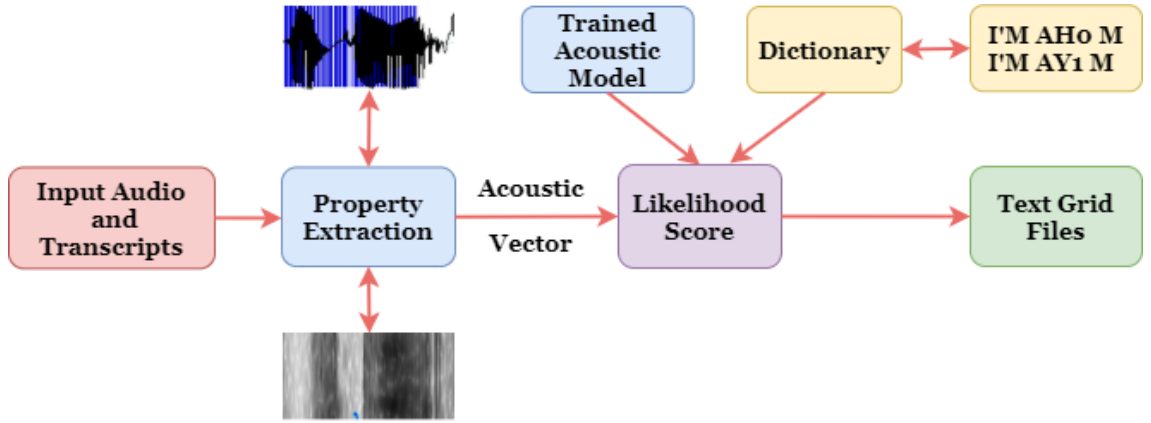 Trained
Acoustic
Model
Dictionary
I'M AH0 M
I'M AY1 M
Input Audio
and
Transcripts
Property
Extraction
Acoustic
Vector
Likelihood
Score
Text Grid
Files